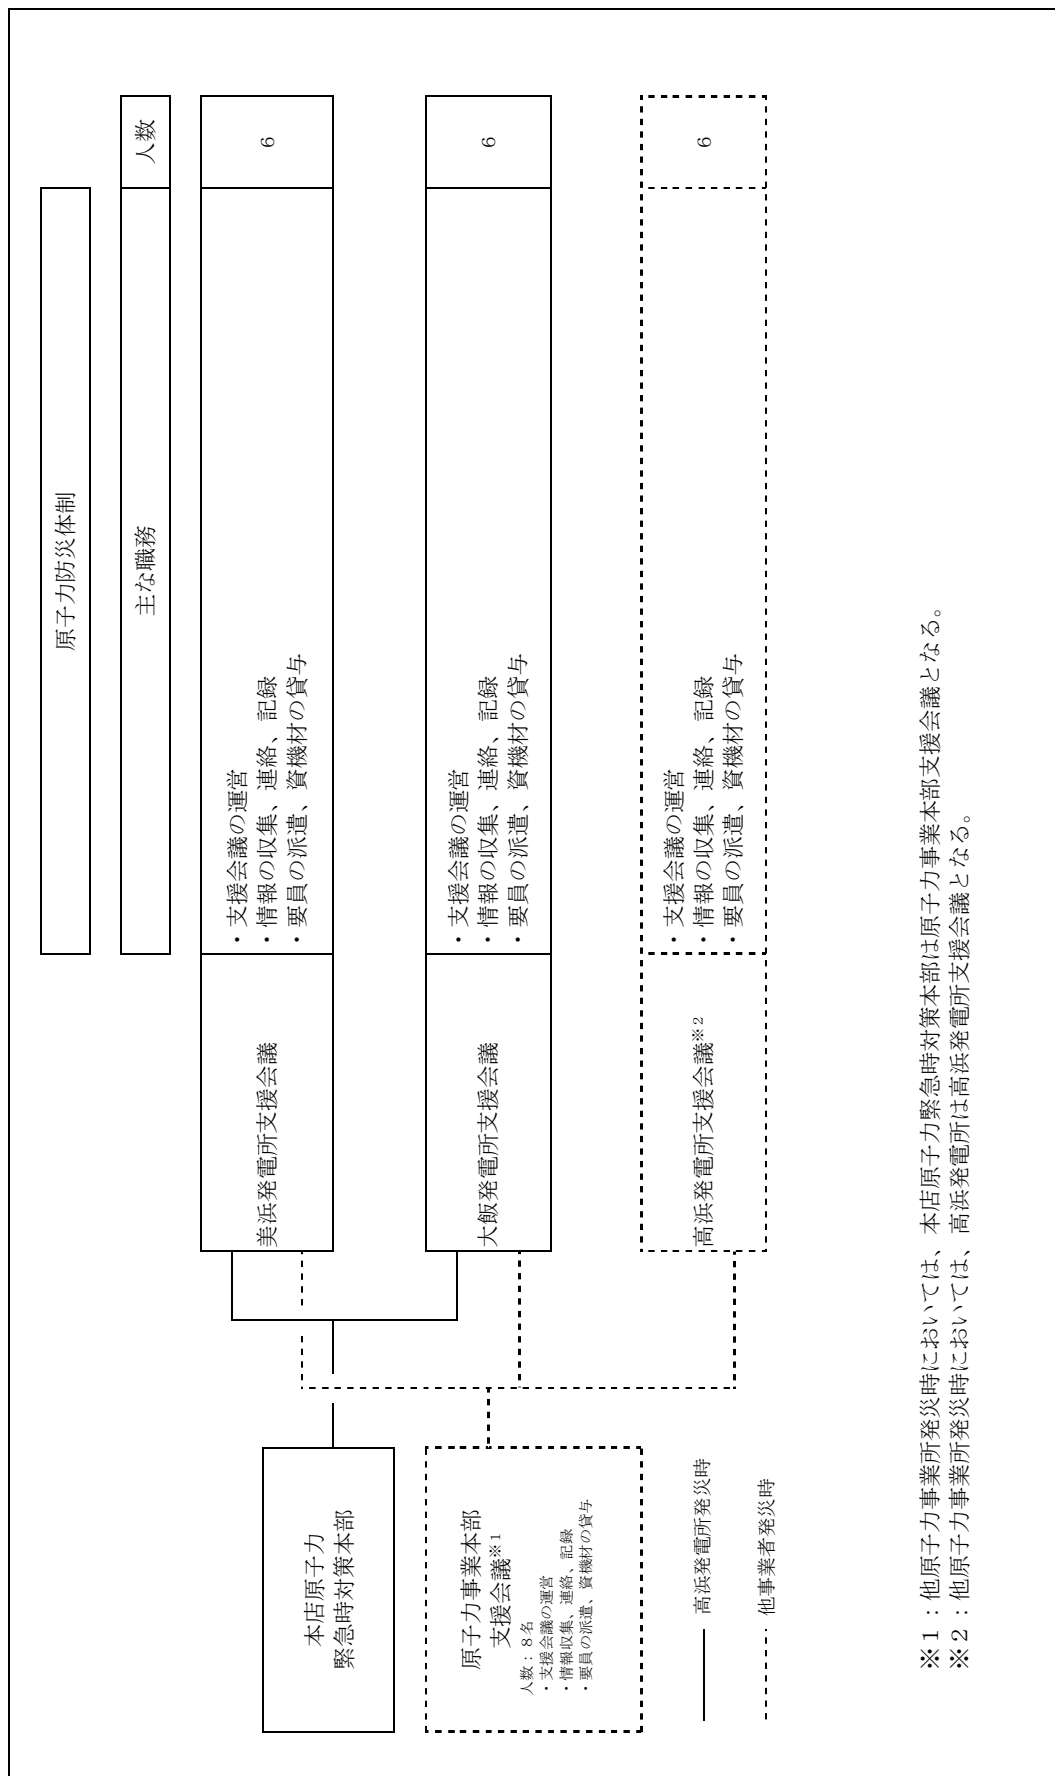 原子力防災体制
主な職務
人数
本店原子力
緊急時対策本部
美浜発電所支援会議
・支援会議の運営
・情報の収集、連絡、記録
・要員の派遣、資機材の貸与
6
原子力事業本部
支援会議※1
人数：8名
・支援会議の運営
・情報収集、連絡、記録
・要員の派遣、資機材の貸与
大飯発電所支援会議
・支援会議の運営
・情報の収集、連絡、記録
・要員の派遣、資機材の貸与
6
高浜発電所支援会議※2
・支援会議の運営
・情報の収集、連絡、記録
・要員の派遣、資機材の貸与
6
高浜発電所発災時
他事業者発災時
※1：他原子力事業所発災時においては、本店原子力緊急時対策本部は原子力事業本部支援会議となる。
※2：他原子力事業所発災時においては、高浜発電所は高浜発電所支援会議となる。